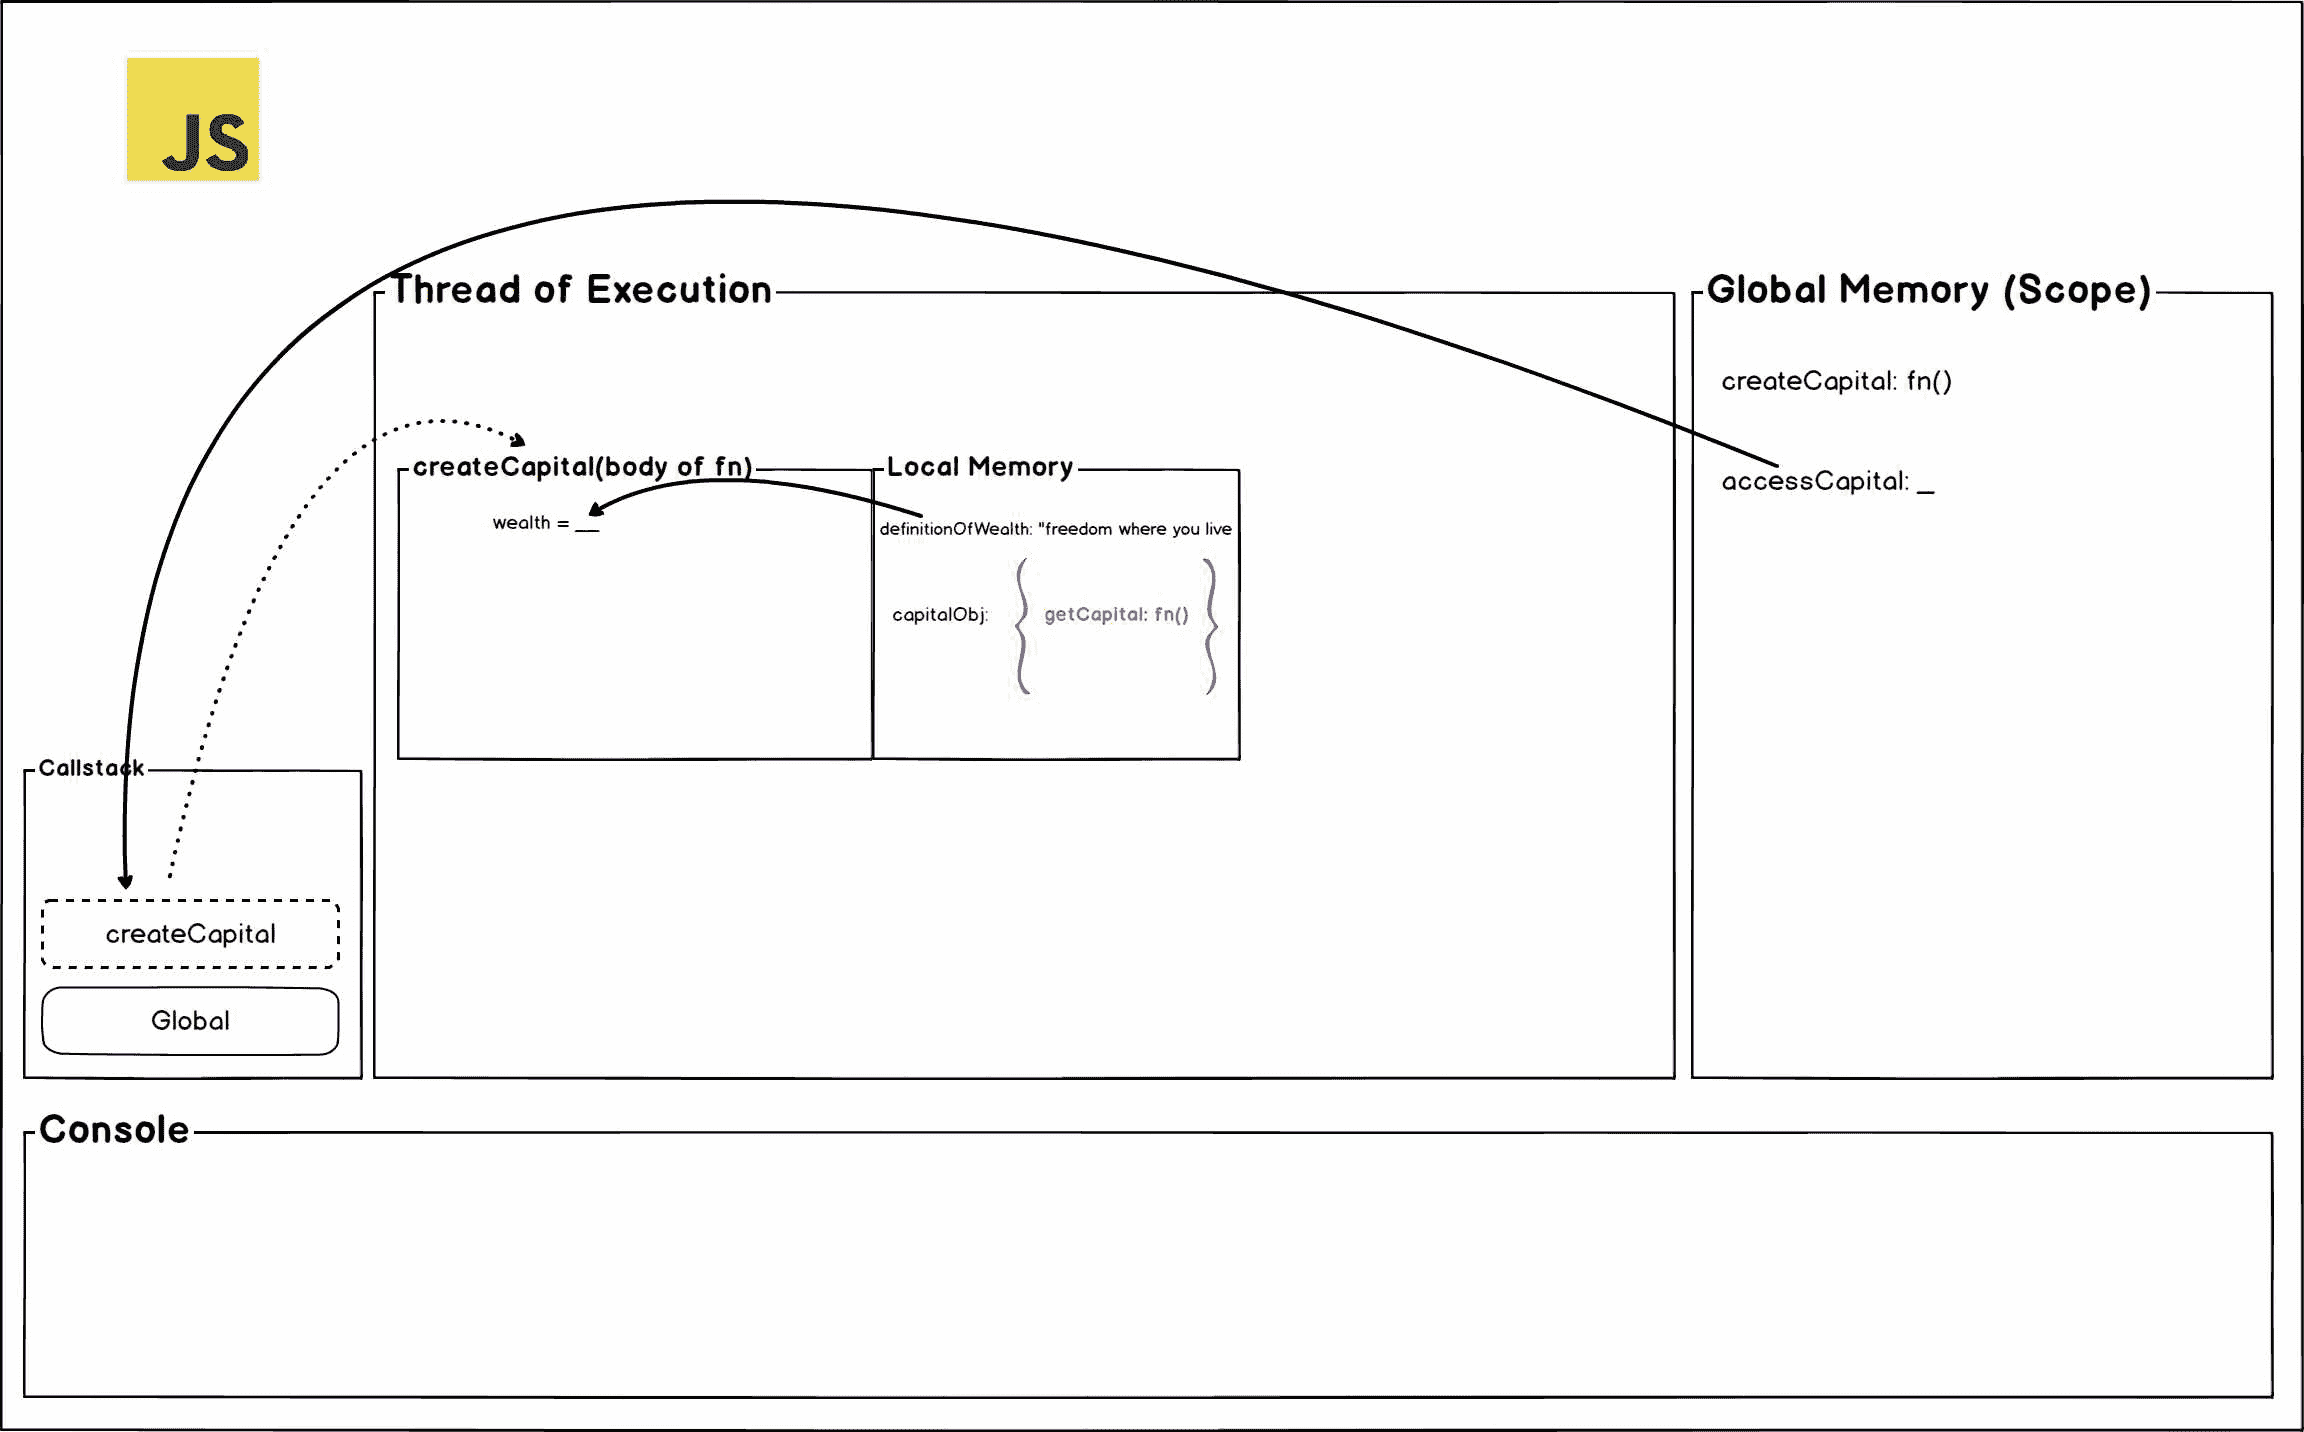 JS
Thread of Execution
Global Memory (Scope)
createCapital: fn()
accessCapital: _
createCapital(body of fn)
Local Memory
wealth = __
definitionOfWealth: "freedom where you live
capitalObj: { getCapital: fn() }
Callstack
createCapital
Global
Console